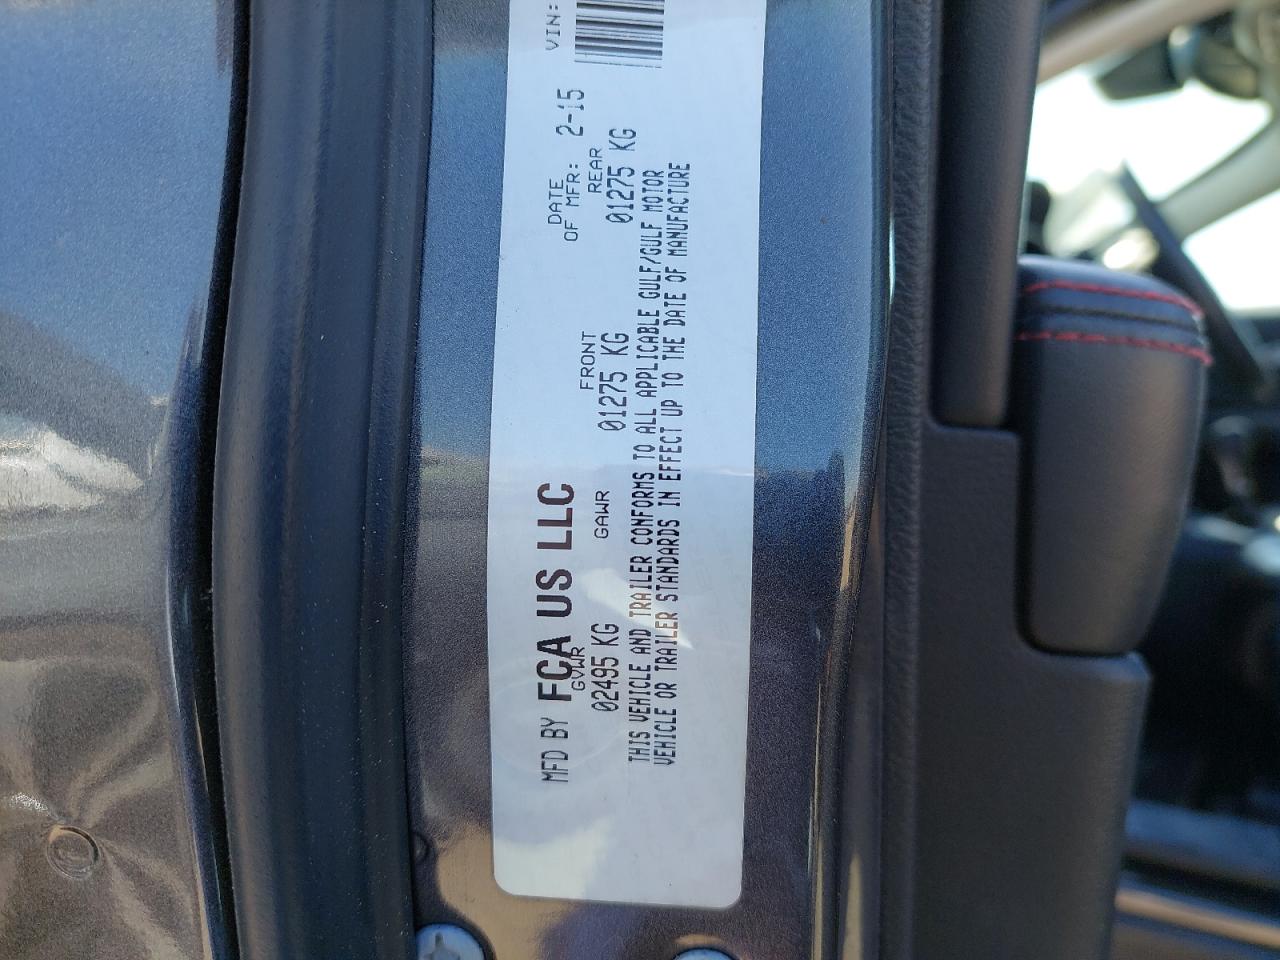 MFD BY FCA US LLC
DATE
OF MFR: 2-15
VIN:
GVWR
02495 KG
GAWR
FRONT
01275 KG
REAR
01275 KG
THIS VEHICLE AND TRAILER CONFORMS TO ALL APPLICABLE GULF/GULF MOTOR
VEHICLE OR TRAILER STANDARDS IN EFFECT UP TO THE DATE OF MANUFACTURE